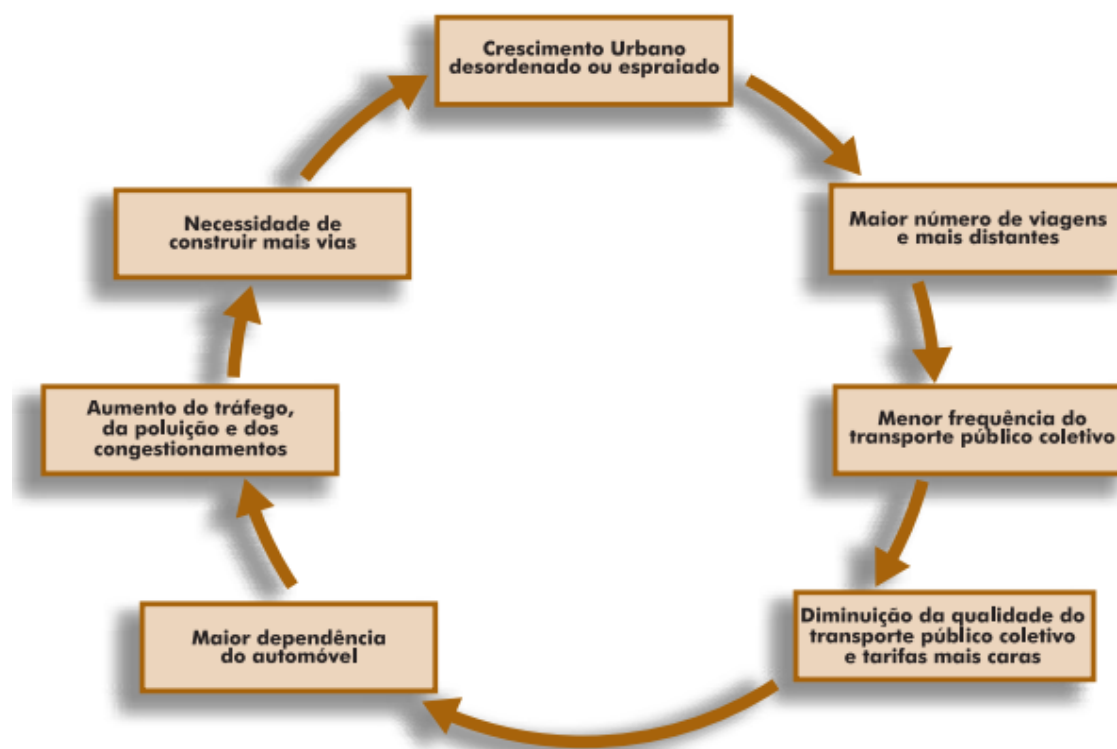 Crescimento Urbano
desordenado ou espraiado
Maior número de viagens
e mais distantes
Menor frequência do
transporte público coletivo
Diminuição da qualidade do
transporte público coletivo
e tarifas mais caras
Maior dependência
do automóvel
Aumento do tráfego,
da poluição e dos
congestionamentos
Necessidade de
construir mais vias